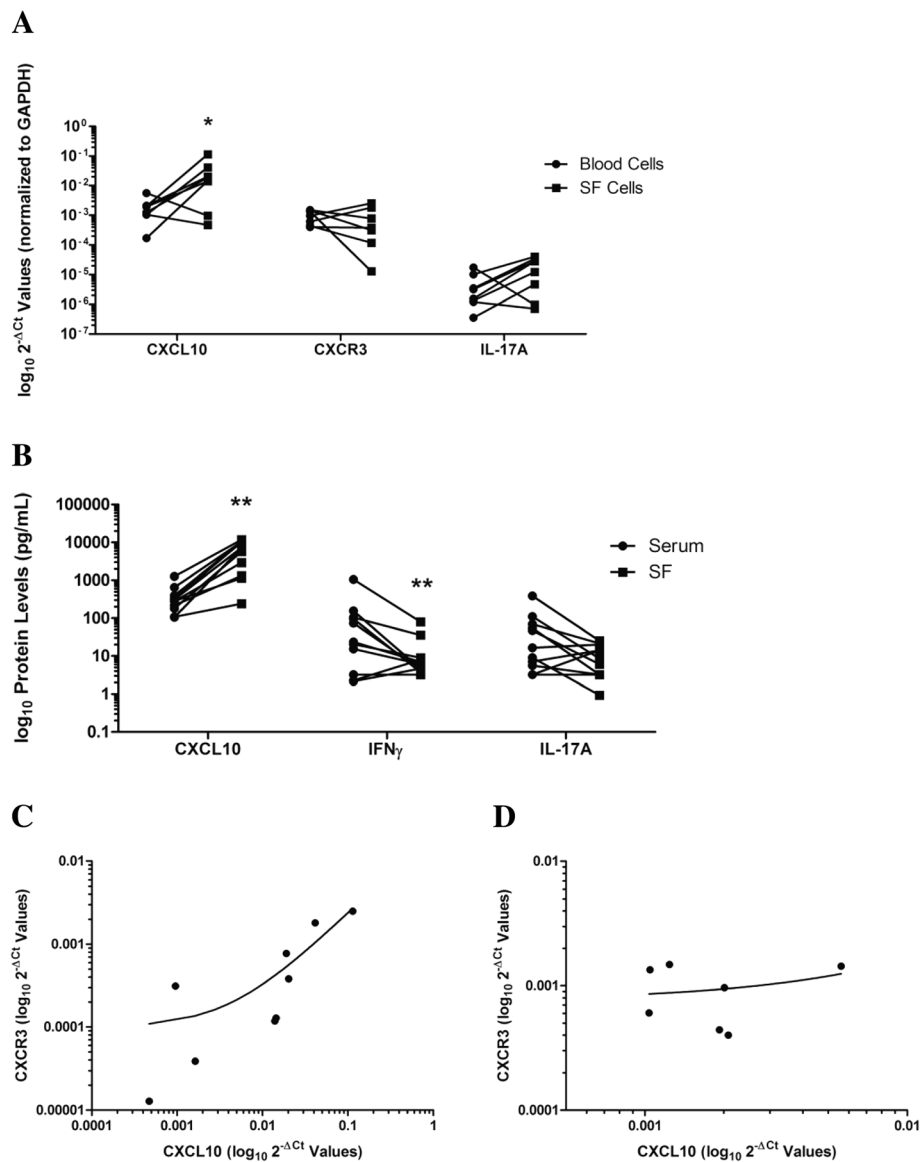 A
log₁₀ 2⁻ΔCt Values (normalized to GAPDH)
10⁰
10⁻¹
10⁻²
10⁻³
10⁻⁴
10⁻⁵
10⁻⁶
10⁻⁷
*
Blood Cells
SF Cells
CXCL10 CXCR3 IL-17A
B
log₁₀ Protein Levels (pg/mL)
100000
10000
1000
100
10
1
0.1
**
**
Serum
SF
CXCL10 IFNγ IL-17A
C
CXCR3 (log₁₀ 2⁻ΔCt Values)
0.01
0.001
0.0001
0.00001
0.0001 0.001 0.01 0.1 1
CXCL10 (log₁₀ 2⁻ΔCt Values)
D
CXCR3 (log₁₀ 2⁻ΔCt Values)
0.01
0.001
0.0001
0.001 0.01
CXCL10 (log₁₀ 2⁻ΔCt Values)